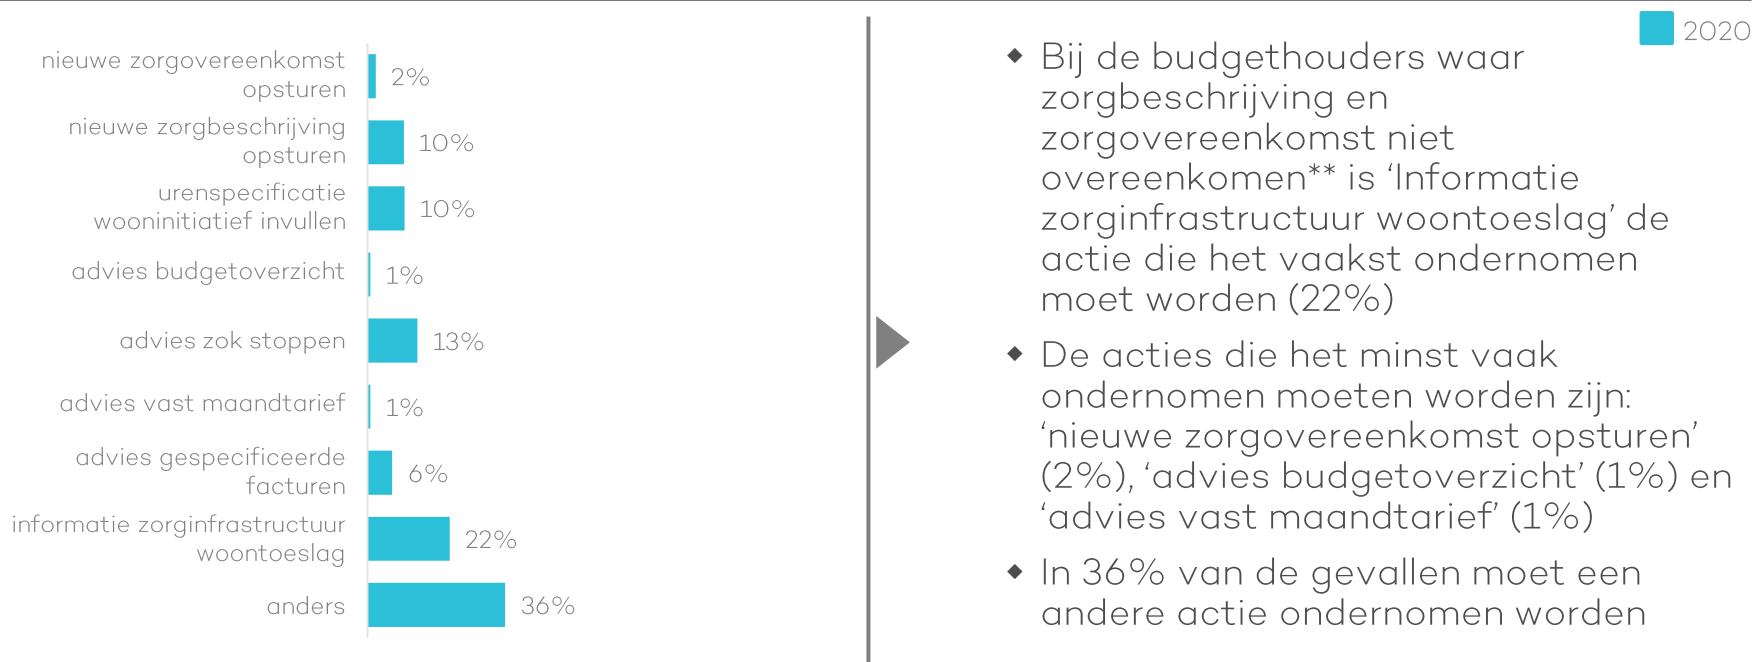 nieuwe zorgovereenkomst
opsturen
2%
nieuwe zorgbeschrijving
opsturen
10%
urenspecificatie
wooninitiatief invullen
10%
advies budgetoverzicht
1%
advies zok stoppen
13%
advies vast maandtarief
1%
advies gespecificeerde
facturen
6%
informatie zorginfrastructuur
woontoeslag
22%
anders
36%
2020
◆ Bij de budgethouders waar
zorgbeschrijving en
zorgovereenkomst niet
overeenkomen** is ‘Informatie
zorginfrastructuur woontoeslag’ de
actie die het vaakst ondernomen
moet worden (22%)
◆ De acties die het minst vaak
ondernomen moeten worden zijn:
‘nieuwe zorgovereenkomst opsturen’
(2%), ‘advies budgetoverzicht’ (1%) en
‘advies vast maandtarief’ (1%)
◆ In 36% van de gevallen moet een
andere actie ondernomen worden